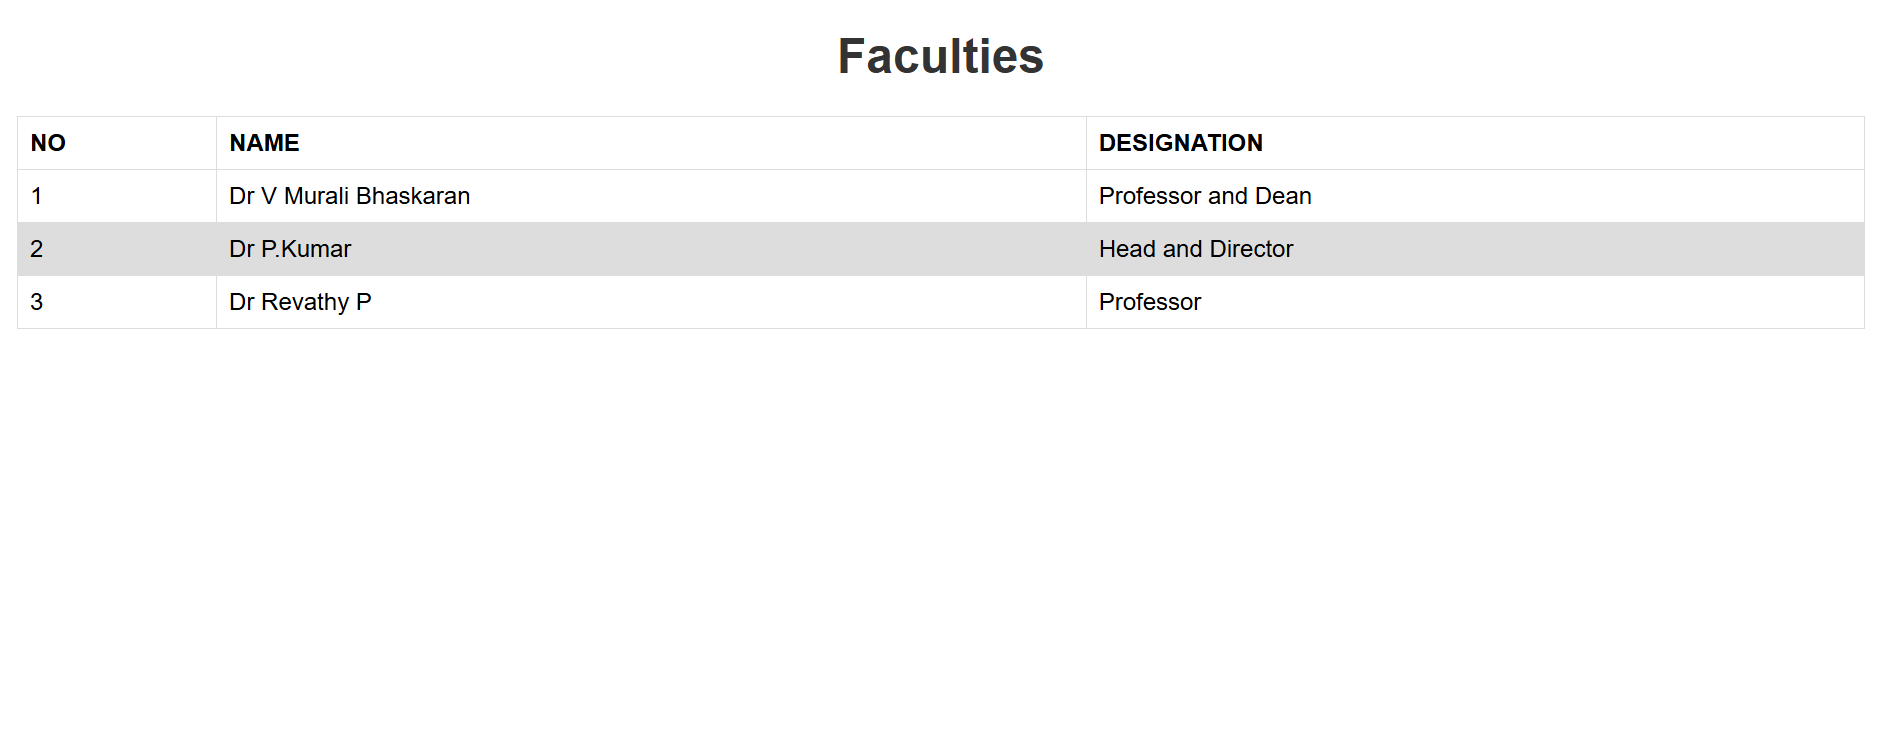 Faculties
NO NAME DESIGNATION
1 Dr V Murali Bhaskaran Professor and Dean
2 Dr P.Kumar Head and Director
3 Dr Revathy P Professor